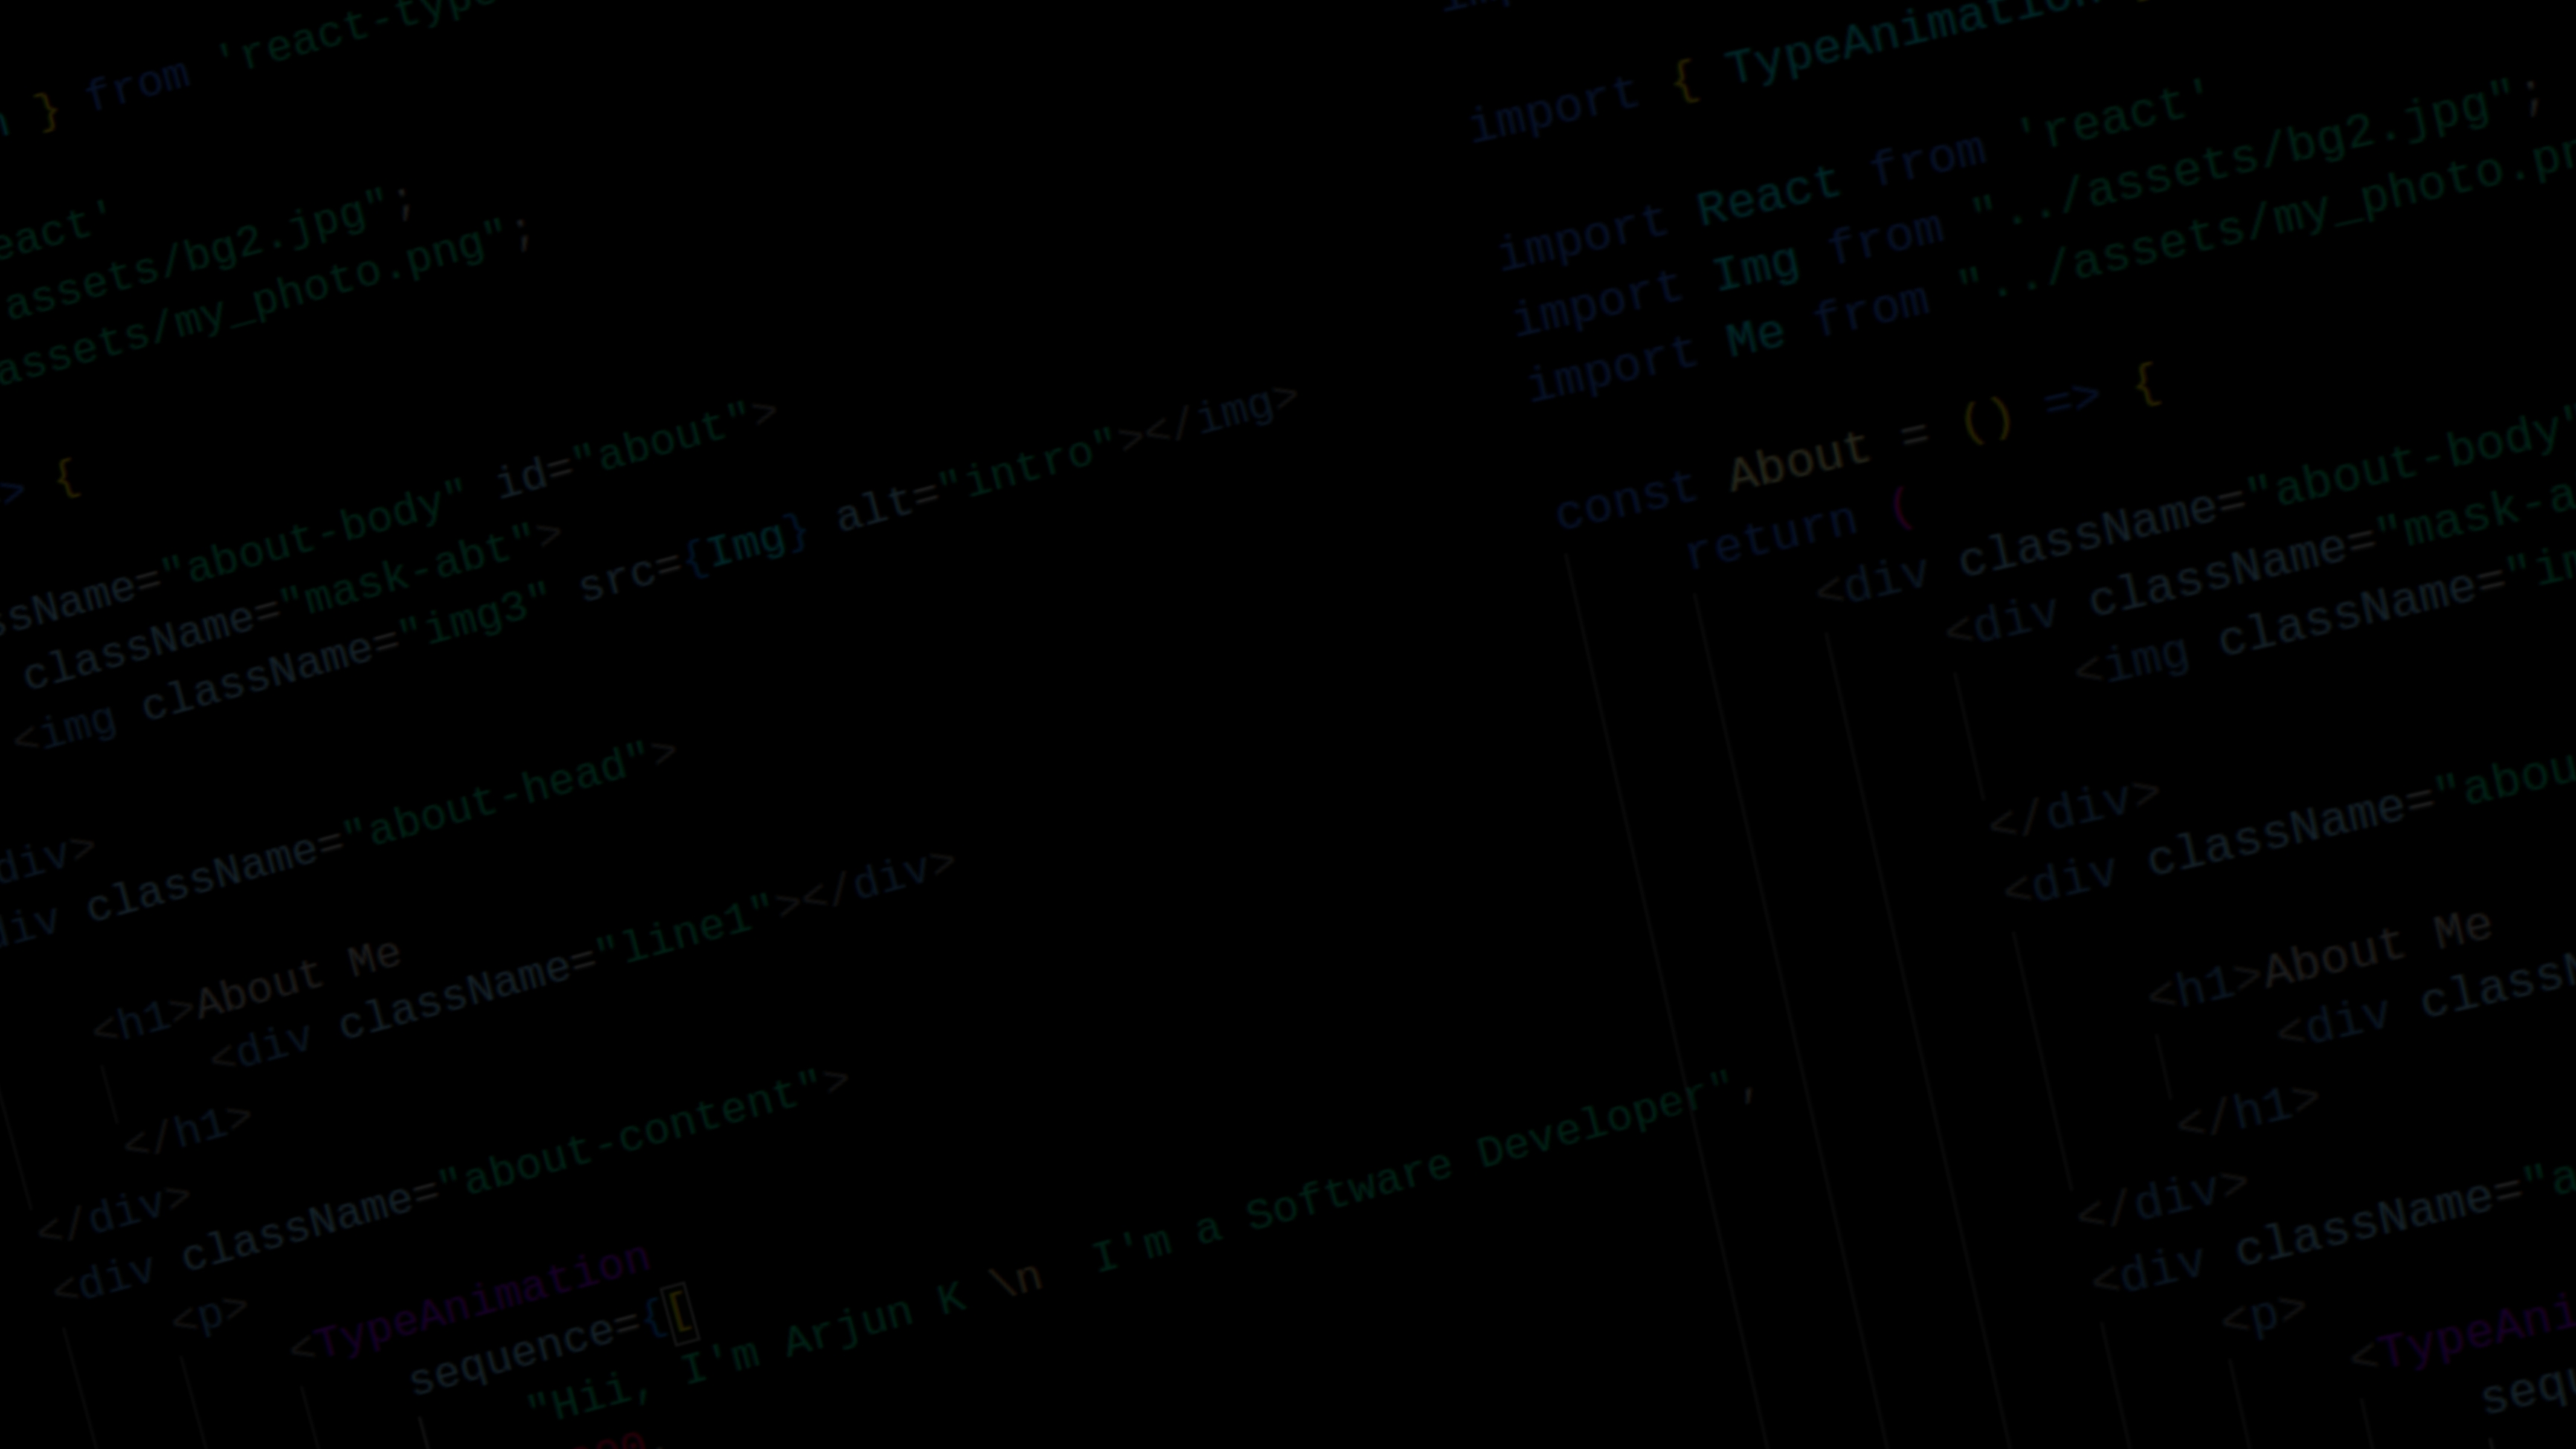 } from 'react-type
eact'
assets/bg2.jpg";
assets/my_photo.png";
> {
ssName="about-body" id="about">
className="mask-abt">
<img className="img3" src={Img} alt="intro"></img>
div>
div className="about-head">
<h1>About Me
<div className="line1"></div>
</h1>
</div>
<div className="about-content">
<p>
<TypeAnimation
sequence={[
"Hii, I'm Arjun K \n  I'm a Software Developer",
import { TypeAnimation
import React from 'react'
import Img from "../assets/bg2.jpg";
import Me from "../assets/my_photo.pn
const About = () => {
return (
<div className="about-body"
<div className="mask-a
<img className="im
</div>
<div className="abou
<h1>About Me
<div classN
</h1>
</div>
<div className="a
<p>
<TypeAni
sequ